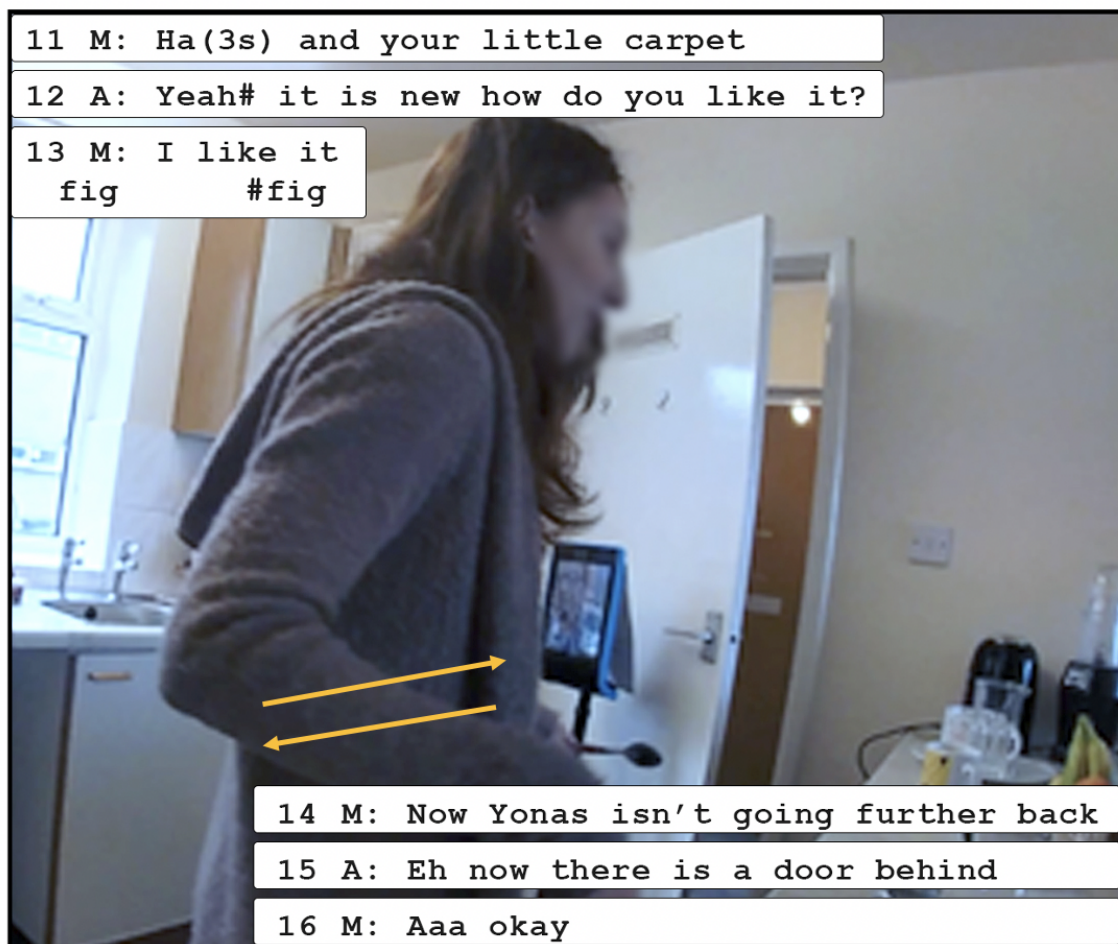 11 M: Ha(3s) and your little carpet
12 A: Yeah# it is new how do you like it?
13 M: I like it
fig #fig
14 M: Now Yonas isn’t going further back
15 A: Eh now there is a door behind
16 M: Aaa okay